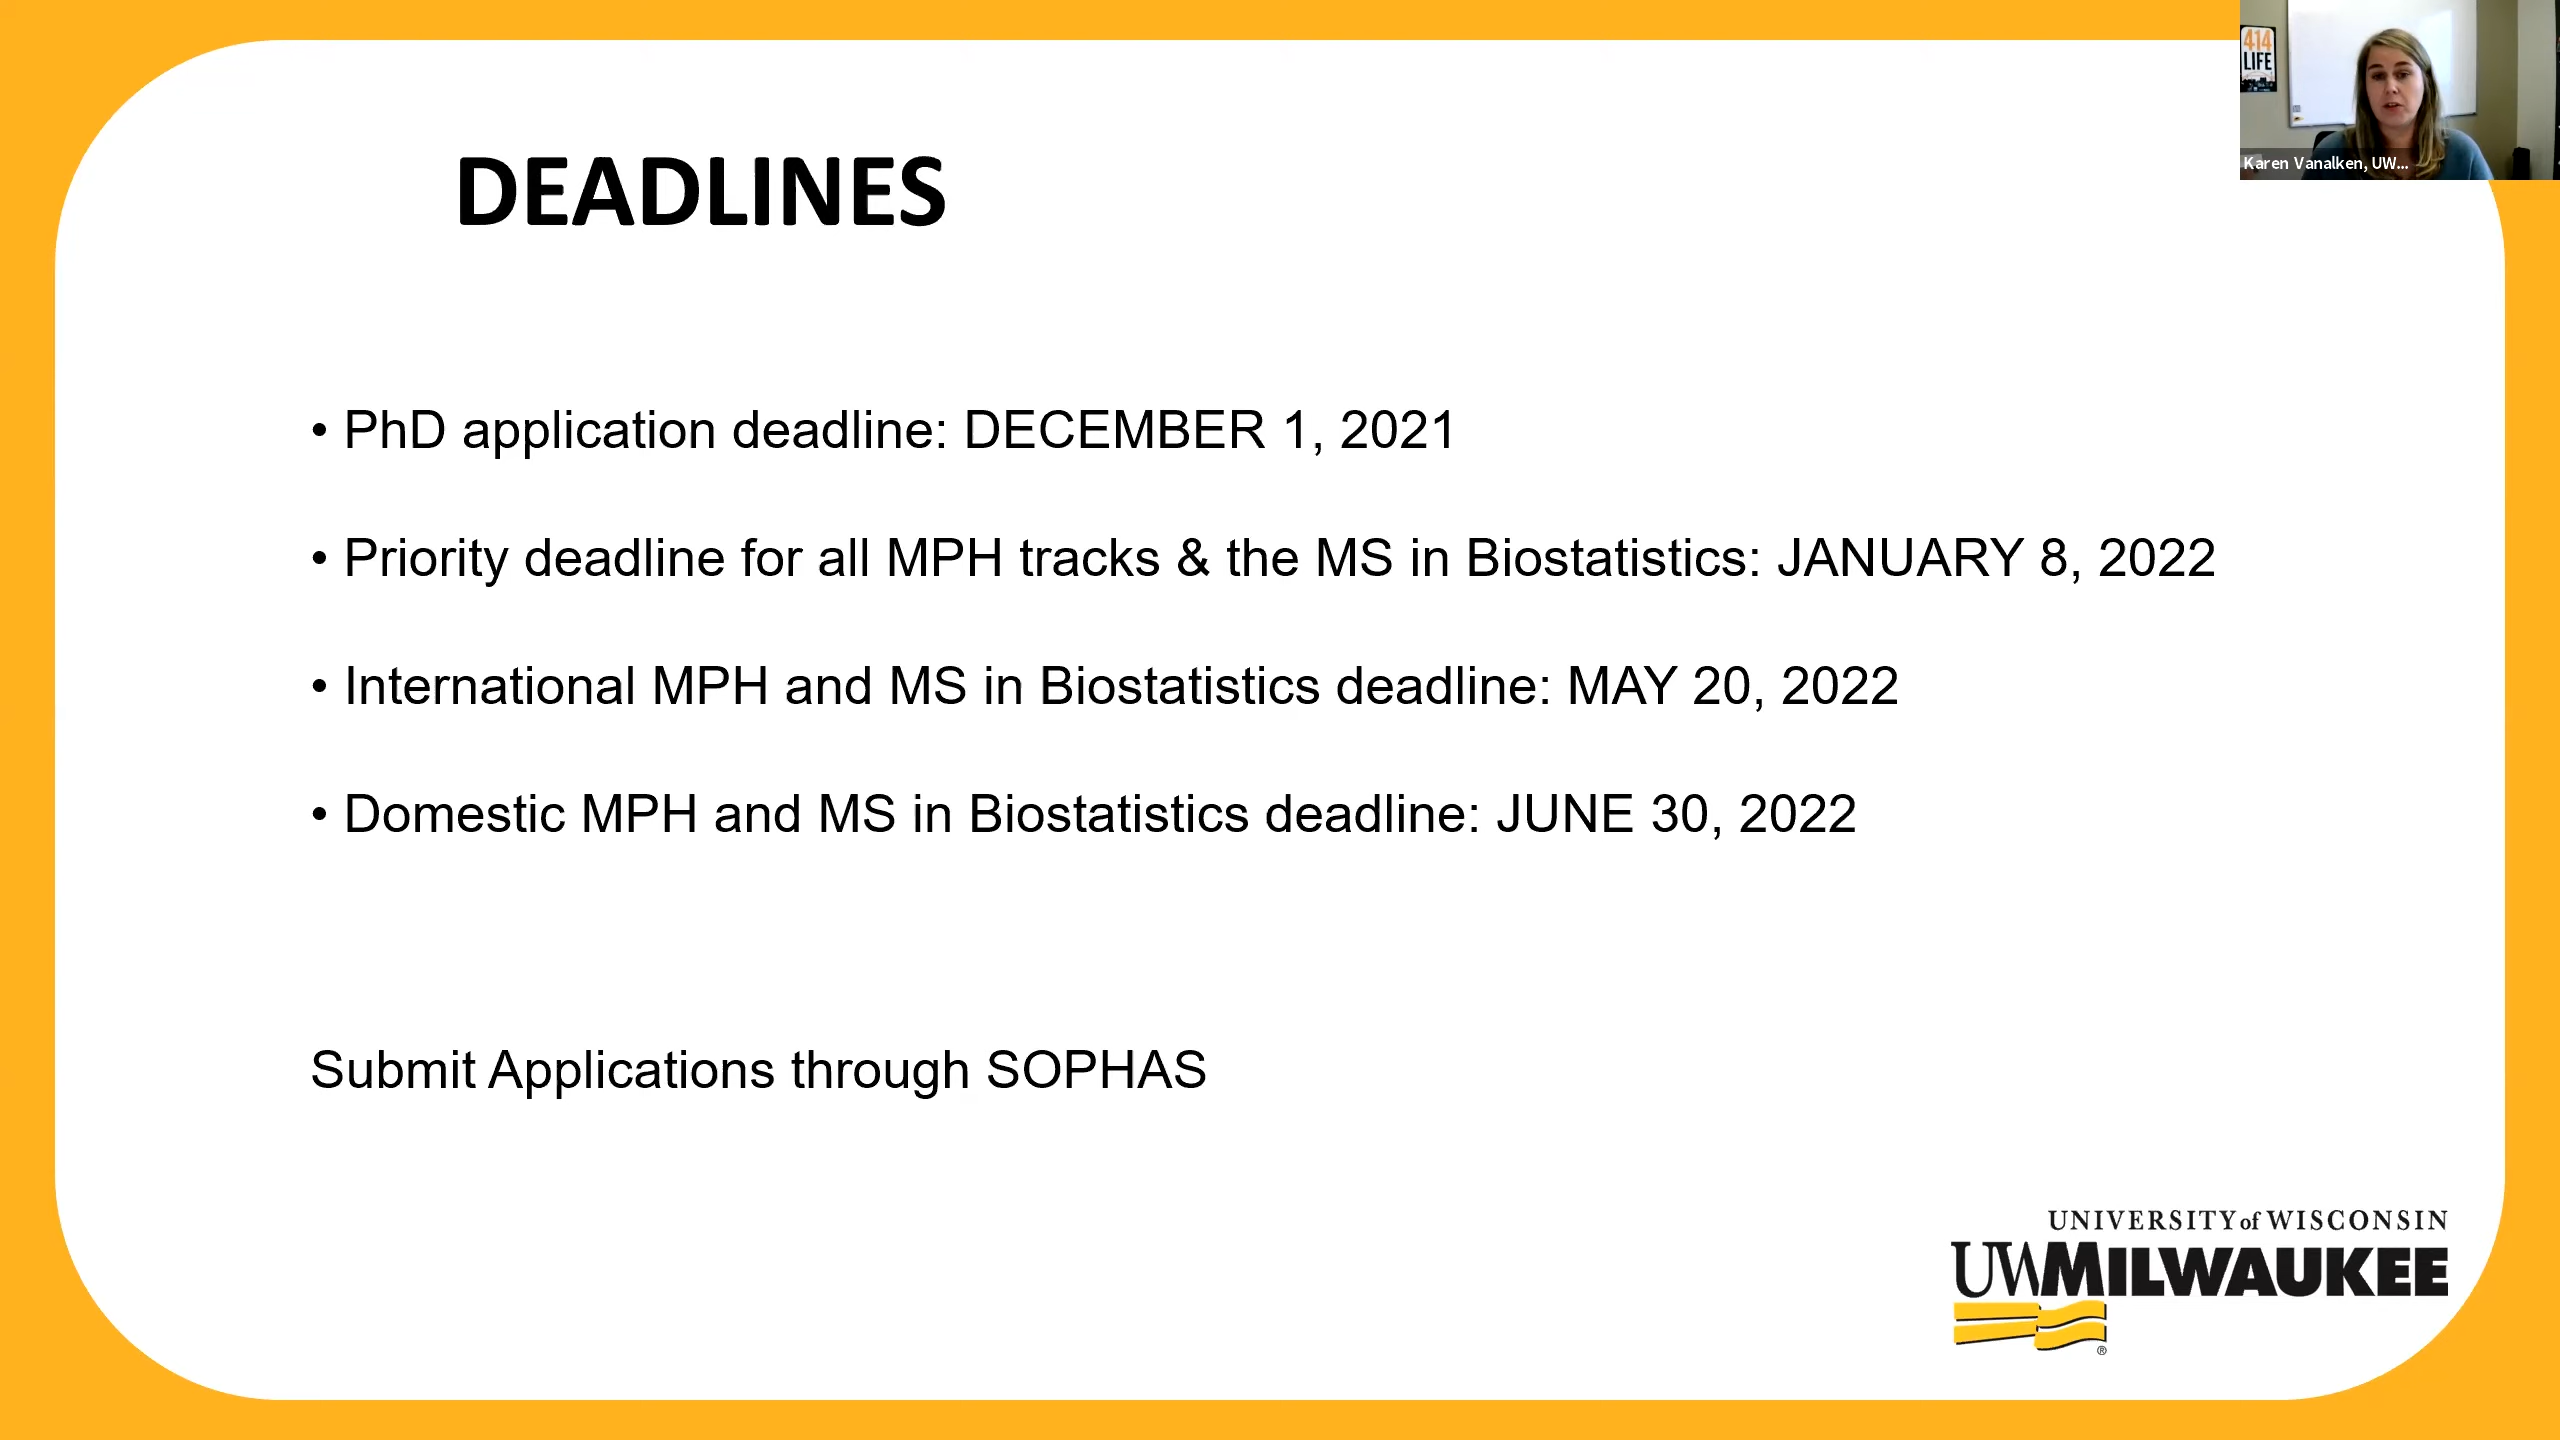 DEADLINES
• PhD application deadline: DECEMBER 1, 2021
• Priority deadline for all MPH tracks & the MS in Biostatistics: JANUARY 8, 2022
• International MPH and MS in Biostatistics deadline: MAY 20, 2022
• Domestic MPH and MS in Biostatistics deadline: JUNE 30, 2022
Submit Applications through SOPHAS
414
LIFE
Karen Vanalken, UW...
UNIVERSITY of WISCONSIN
UWMILWAUKEE
®